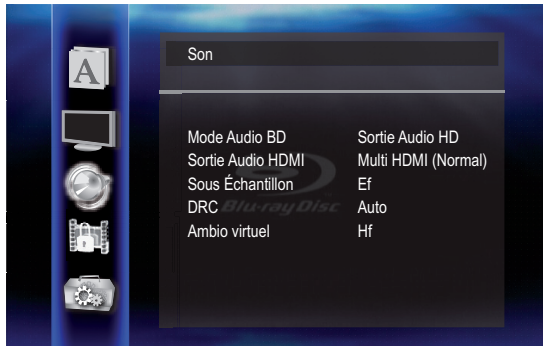 A
Son
Mode Audio BD Sortie Audio HD
Sortie Audio HDMI Multi HDMI (Normal)
Sous Échantillon Ef
DRC Auto
Blu-ray Disc
Ambio virtuel Hf